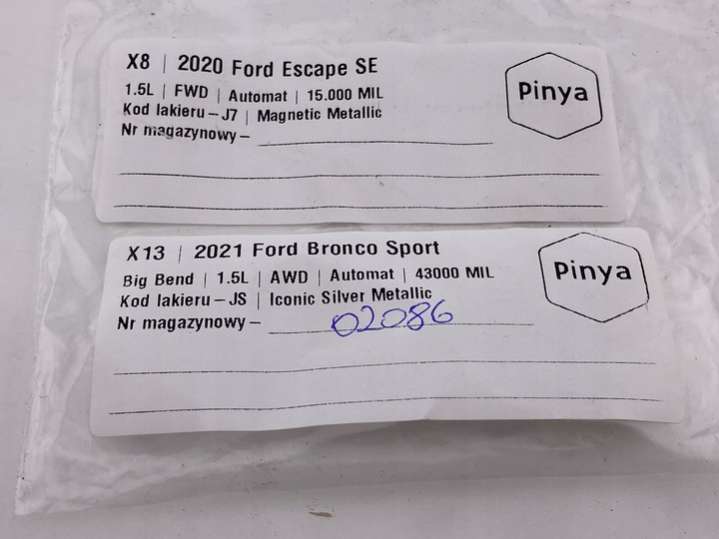 X8 | 2020 Ford Escape SE
1.5L | FWD | Automat | 15.000 MIL
Kod lakieru – J7 | Magnetic Metallic
Nr magazynowy –
Pinya
X13 | 2021 Ford Bronco Sport
Big Bend | 1.5L | AWD | Automat | 43000 MIL
Kod lakieru – JS | Iconic Silver Metallic
Nr magazynowy – 02086
Pinya